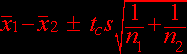 x̄₁−x̄₂ ± t_c s√(1/n₁ + 1/n₂)